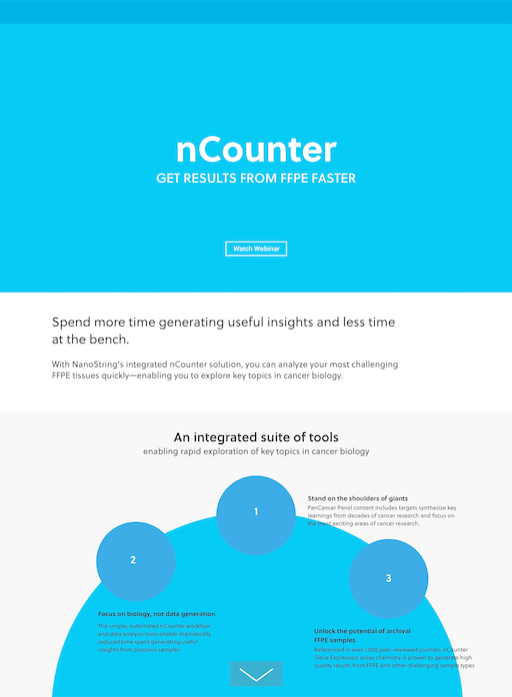 nCounter
GET RESULTS FROM FFPE FASTER
Watch Webinar
Spend more time generating useful insights and less time
at the bench.
With NanoString's integrated nCounter solution, you can analyze your most challenging
FFPE tissues quickly—enabling you to explore key topics in cancer biology.
An integrated suite of tools
enabling rapid exploration of key topics in cancer biology
1
Stand on the shoulders of giants
PanCancer Panel content includes targets synthesize key
learnings from decades of cancer research and focus on
the most exciting areas of cancer research.
2
Focus on biology, not data generation
The simple, automated nCounter workflow
and data analysis tools enable dramatically
reduced time spent generating useful
insights from precious samples.
3
Unlock the potential of archival
FFPE samples
Referenced in over 1,000 peer-reviewed journals, nCounter
Gene Expression assay chemistry is proven to generate high
quality results from FFPE and other challenging sample types